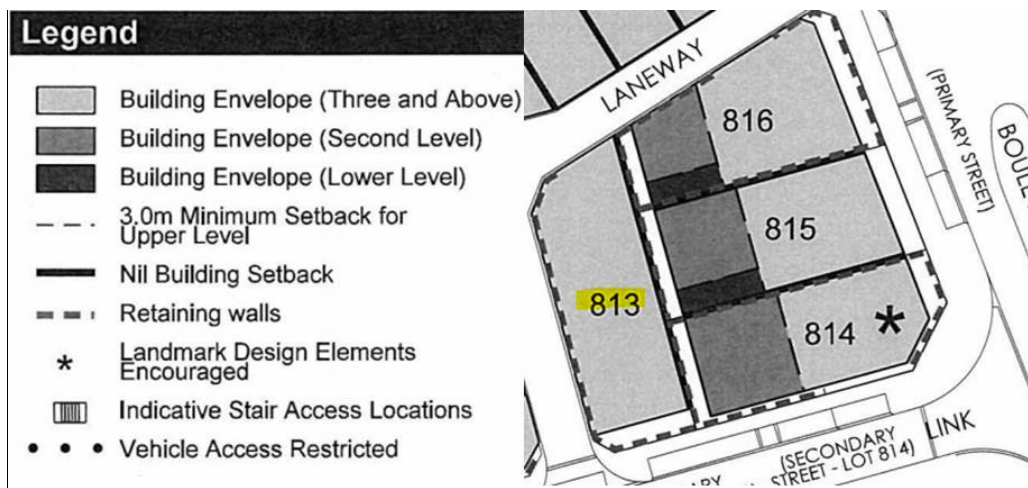 Legend
Building Envelope (Three and Above)
Building Envelope (Second Level)
Building Envelope (Lower Level)
3.0m Minimum Setback for
Upper Level
Nil Building Setback
Retaining walls
Landmark Design Elements
Encouraged
Indicative Stair Access Locations
Vehicle Access Restricted
LANEWAY
816
(PRIMARY STREET)
815
813
814
LINK
(SECONDARY
STREET - LOT 814)